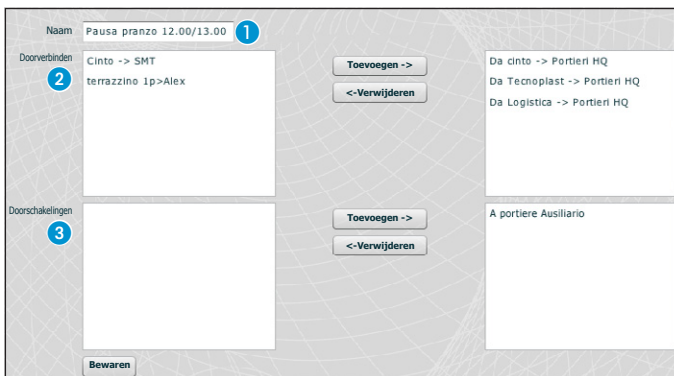 Naam Pausa pranzo 12.00/13.00 1
Doorverbinden
2
Cinto -> SMT
terrazzino 1p>Alex
Toevoegen ->
<-Verwijderen
Da cinto -> Portieri HQ
Da Tecnoplast -> Portieri HQ
Da Logistica -> Portieri HQ
Doorschakelingen
3
Toevoegen ->
<-Verwijderen
A portiere Ausiliario
Bewaren